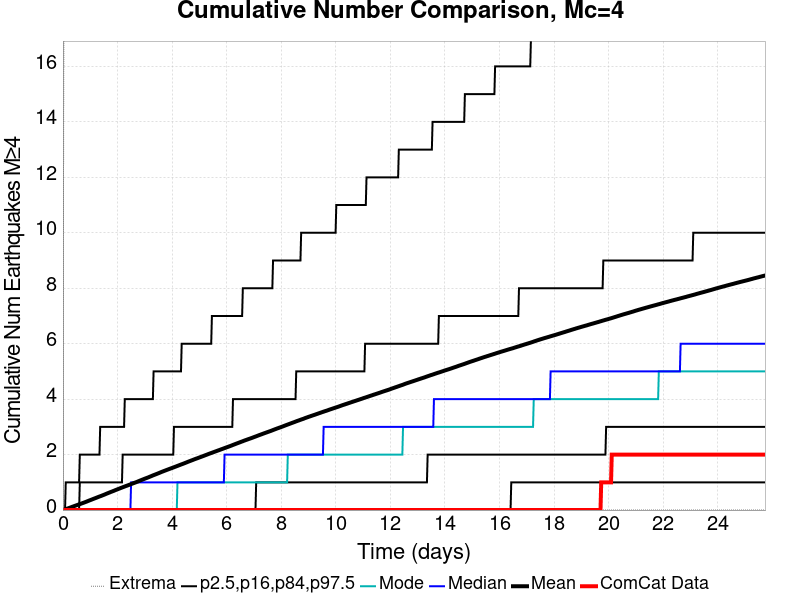 Cumulative Number Comparison, Mc=4
Cumulative Num Earthquakes M≥4
16
14
12
10
8
6
4
2
0
0 2 4 6 8 10 12 14 16 18 20 22 24
Time (days)
Extrema p2.5,p16,p84,p97.5 Mode Median Mean ComCat Data